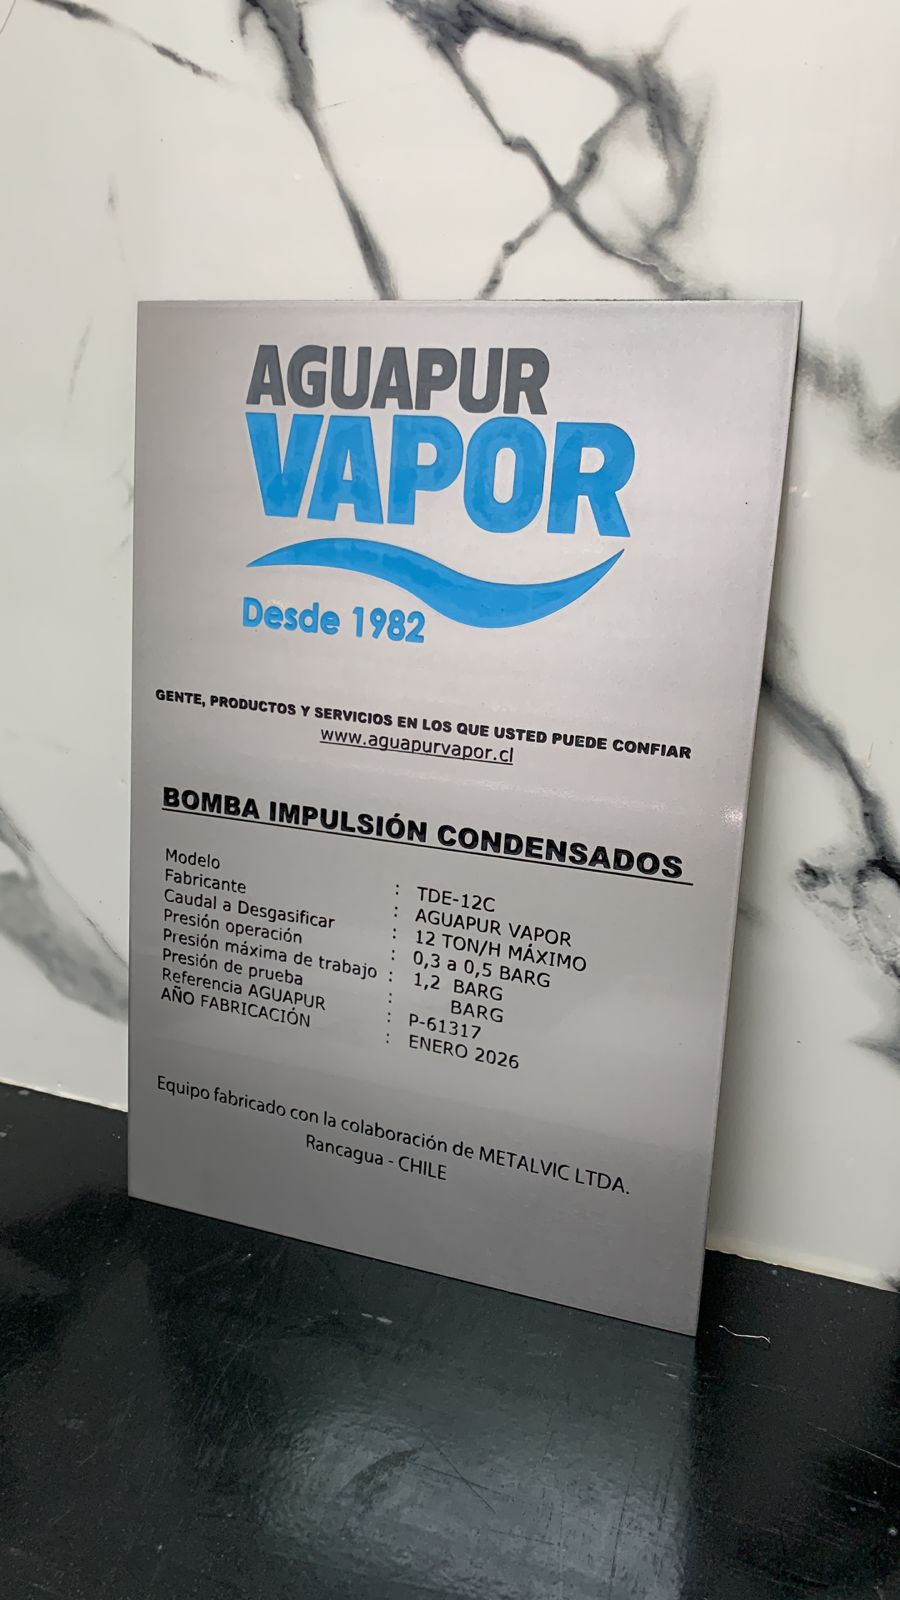 AGUAPUR
VAPOR
Desde 1982
GENTE, PRODUCTOS Y SERVICIOS EN LOS QUE USTED PUEDE CONFIAR
www.aguapurvapor.cl
BOMBA IMPULSIÓN CONDENSADOS
Modelo : TDE-12C
Fabricante : AGUAPUR VAPOR
Caudal a Desgasificar : 12 TON/H MÁXIMO
Presión operación : 0,3 a 0,5 BARG
Presión máxima de trabajo : 1,2 BARG
Presión de prueba : BARG
Referencia AGUAPUR : P-61317
AÑO FABRICACIÓN : ENERO 2026
Equipo fabricado con la colaboración de METALVIC LTDA.
Rancagua - CHILE